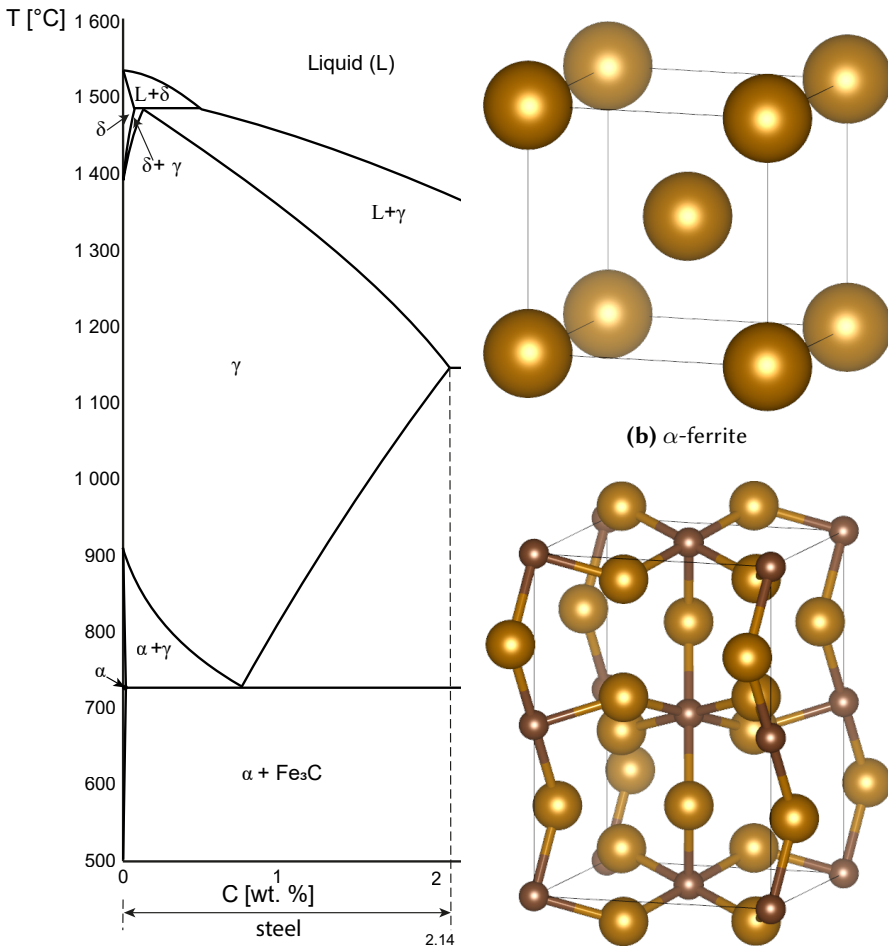 T [°C]
1 600
Liquid (L)
1 500
L+δ
δ
δ+ γ
1 400
L+γ
1 300
1 200
γ
1 100
(b) α-ferrite
1 000
900
800
α+γ
α
700
α + Fe₃C
600
500
0
1
2
C [wt. %]
steel
2.14